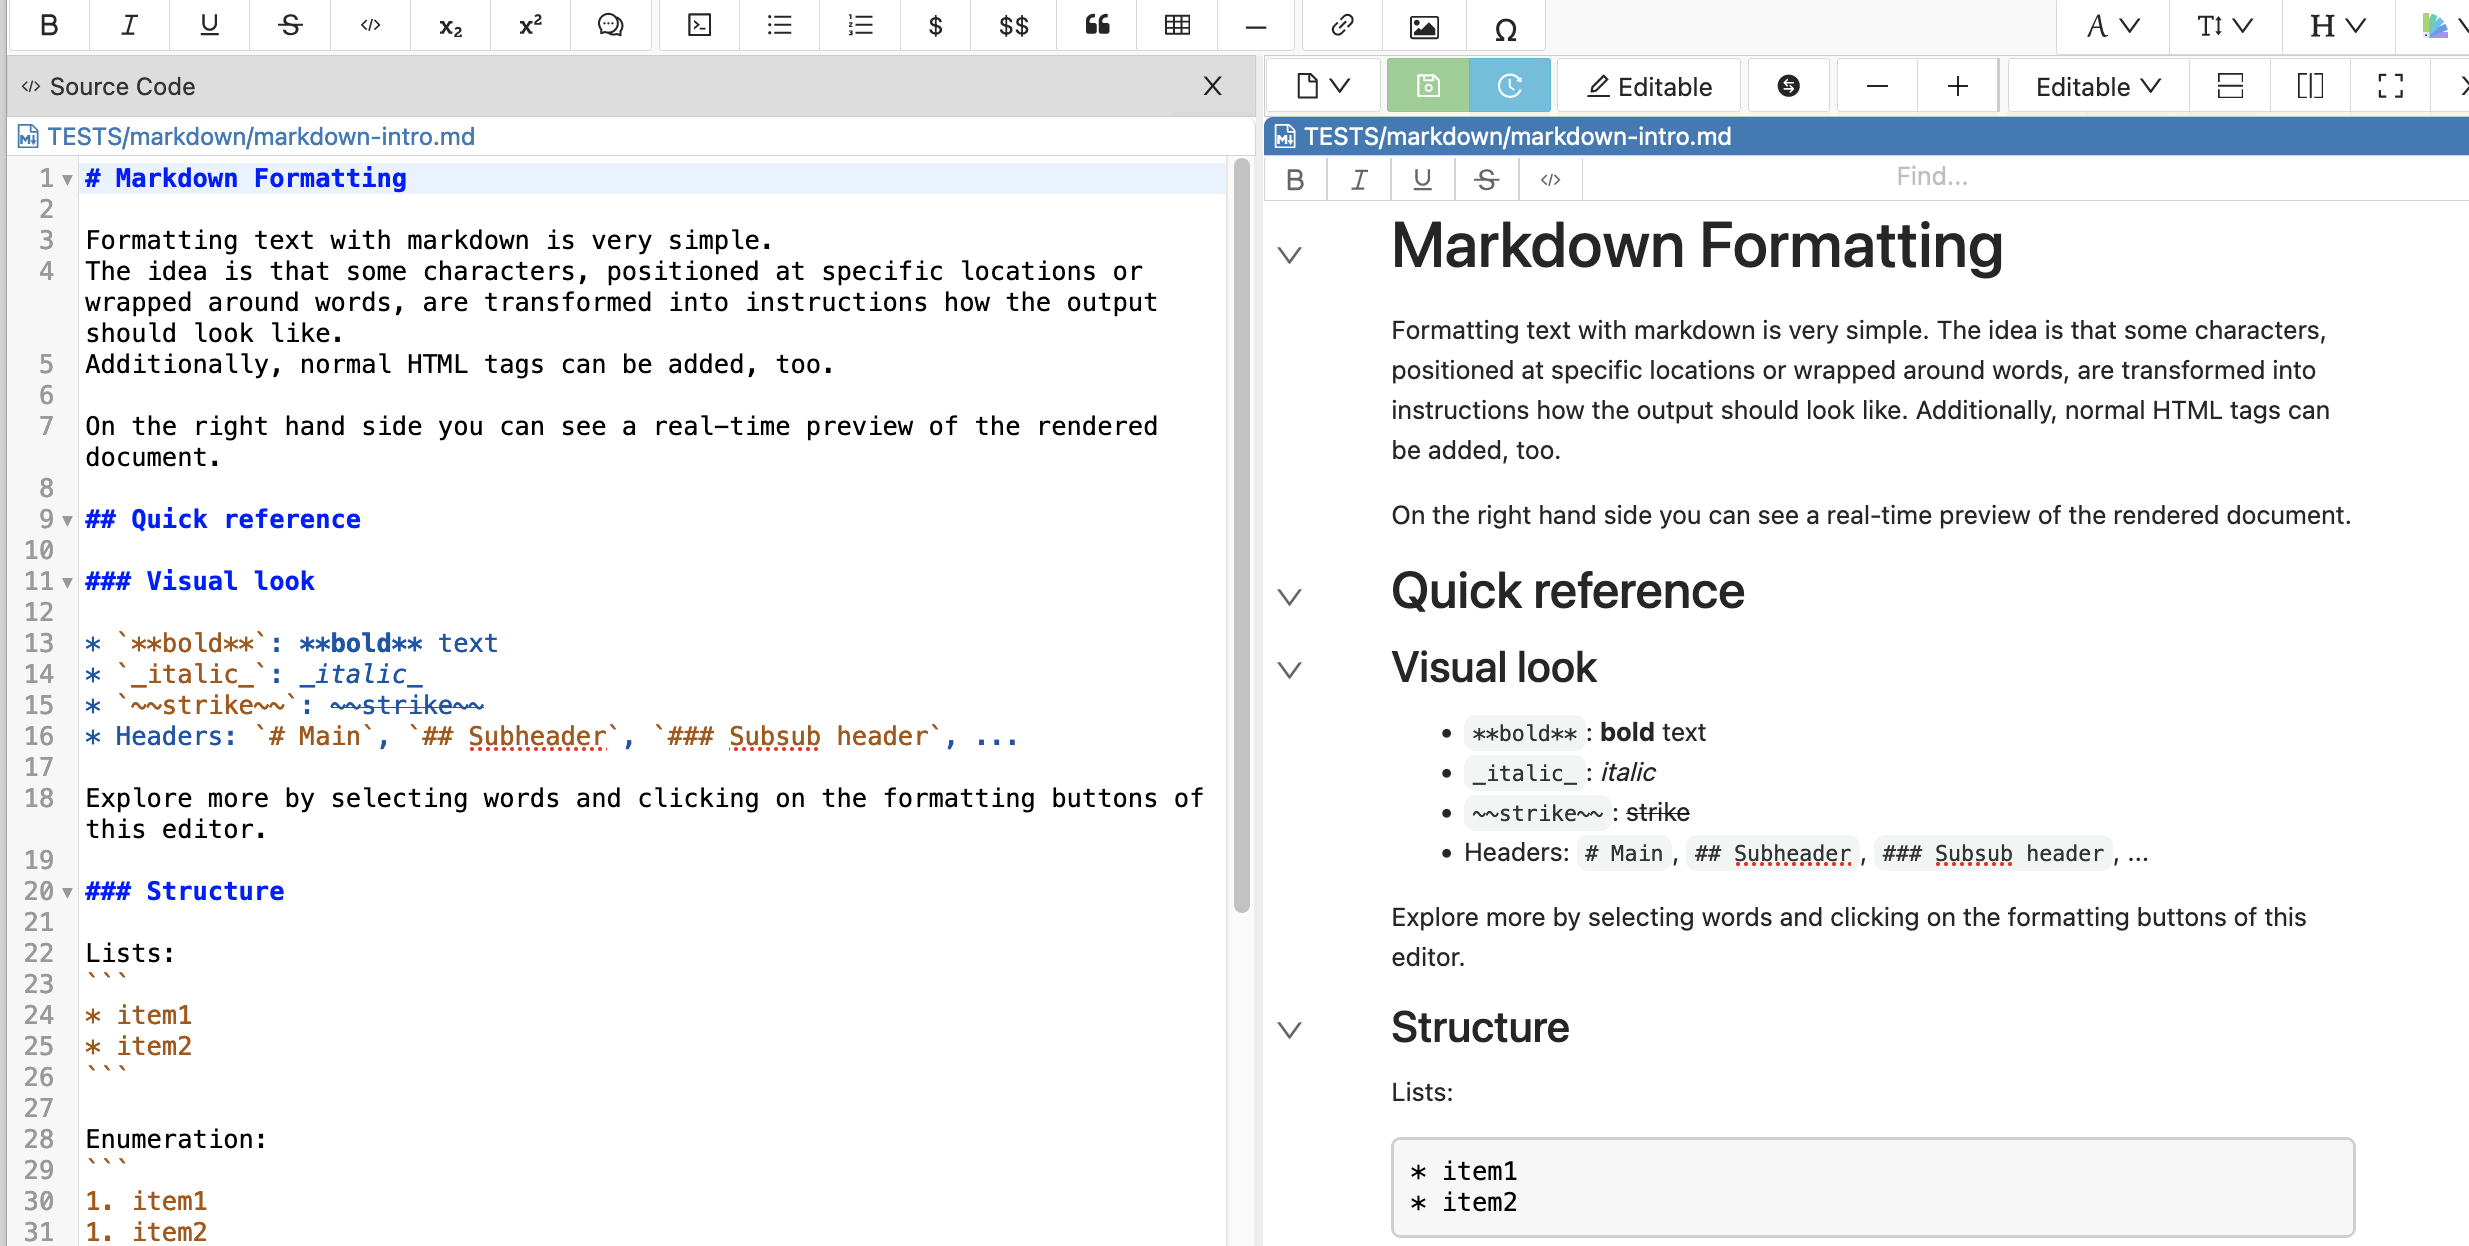 B I U S </> x₂ x² $ $$ Ω A T H
</> Source Code X
Editable Editable
TESTS/markdown/markdown-intro.md
1 # Markdown Formatting
2
3 Formatting text with markdown is very simple.
4 The idea is that some characters, positioned at specific locations or
wrapped around words, are transformed into instructions how the output
should look like.
5 Additionally, normal HTML tags can be added, too.
6
7 On the right hand side you can see a real-time preview of the rendered
document.
8
9 ## Quick reference
10
11 ### Visual look
12
13 * `**bold**`: **bold** text
14 * `_italic_`: _italic_
15 * `~~strike~~`: ~~strike~~
16 * Headers: `# Main`, `## Subheader`, `### Subsub header`, ...
17
18 Explore more by selecting words and clicking on the formatting buttons of
this editor.
19
20 ### Structure
21
22 Lists:
23 ```
24 * item1
25 * item2
26 ```
27
28 Enumeration:
29 ```
30 1. item1
31 1. item2
TESTS/markdown/markdown-intro.md
B I U S </> Find...
Markdown Formatting
Formatting text with markdown is very simple. The idea is that some characters,
positioned at specific locations or wrapped around words, are transformed into
instructions how the output should look like. Additionally, normal HTML tags can
be added, too.
On the right hand side you can see a real-time preview of the rendered document.
Quick reference
Visual look
• **bold** : bold text
• _italic_ : italic
• ~~strike~~ : strike
• Headers: # Main , ## Subheader , ### Subsub header , ...
Explore more by selecting words and clicking on the formatting buttons of this
editor.
Structure
Lists:
* item1
* item2